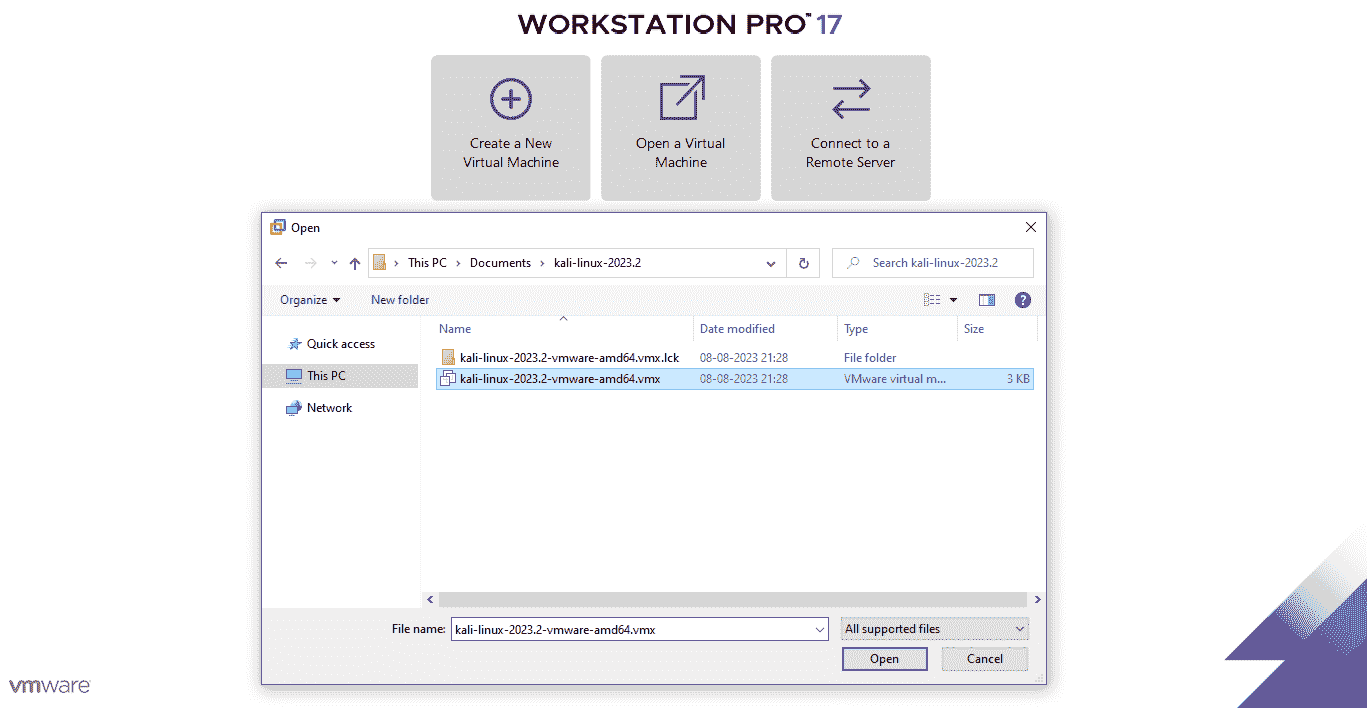 WORKSTATION PRO™ 17
Create a New
Virtual Machine
Open a Virtual
Machine
Connect to a
Remote Server
Open
This PC
Documents
kali-linux-2023.2
Search kali-linux-2023.2
Organize
New folder
?
Name
Date modified
Type
Size
Quick access
This PC
Network
kali-linux-2023.2-vmware-amd64.vmx.lck 08-08-2023 21:28 File folder
kali-linux-2023.2-vmware-amd64.vmx 08-08-2023 21:28 VMware virtual m... 3 KB
File name: kali-linux-2023.2-vmware-amd64.vmx
All supported files
Open
Cancel
vmware